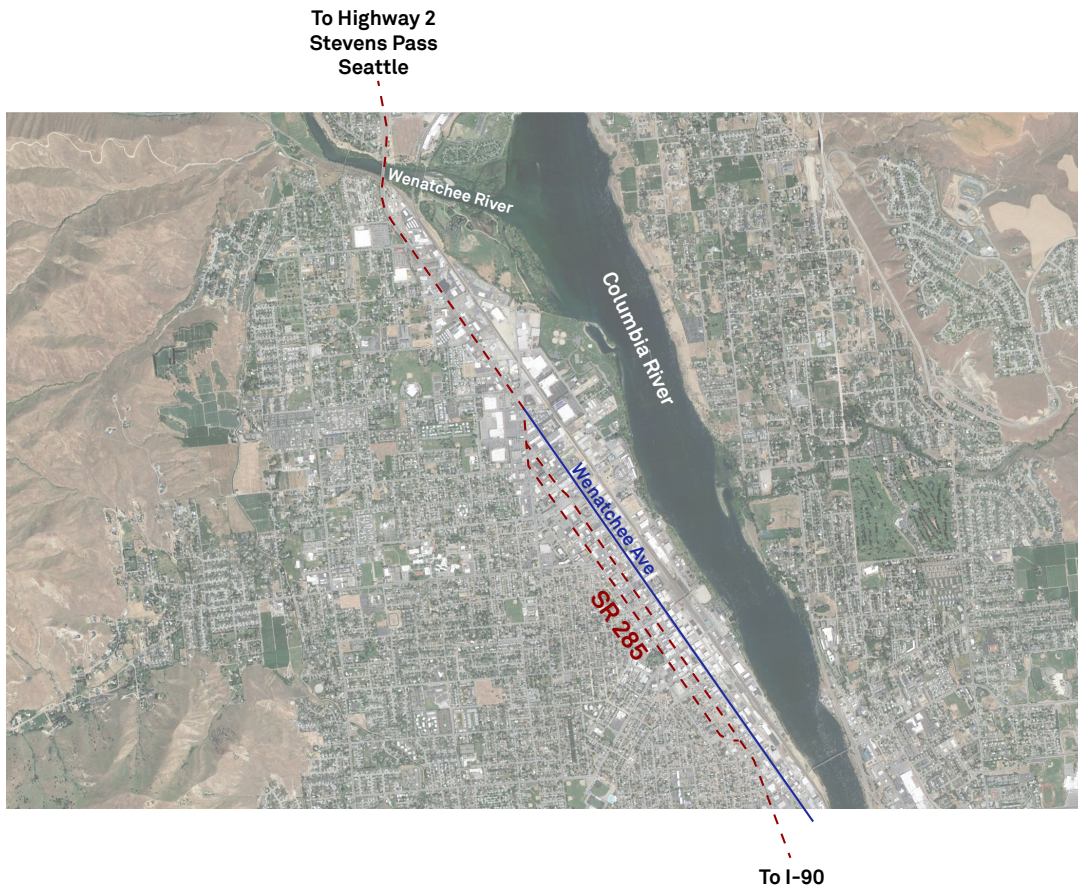 To Highway 2
Stevens Pass
Seattle
Wenatchee River
Columbia River
Wenatchee Ave
SR 285
To I-90